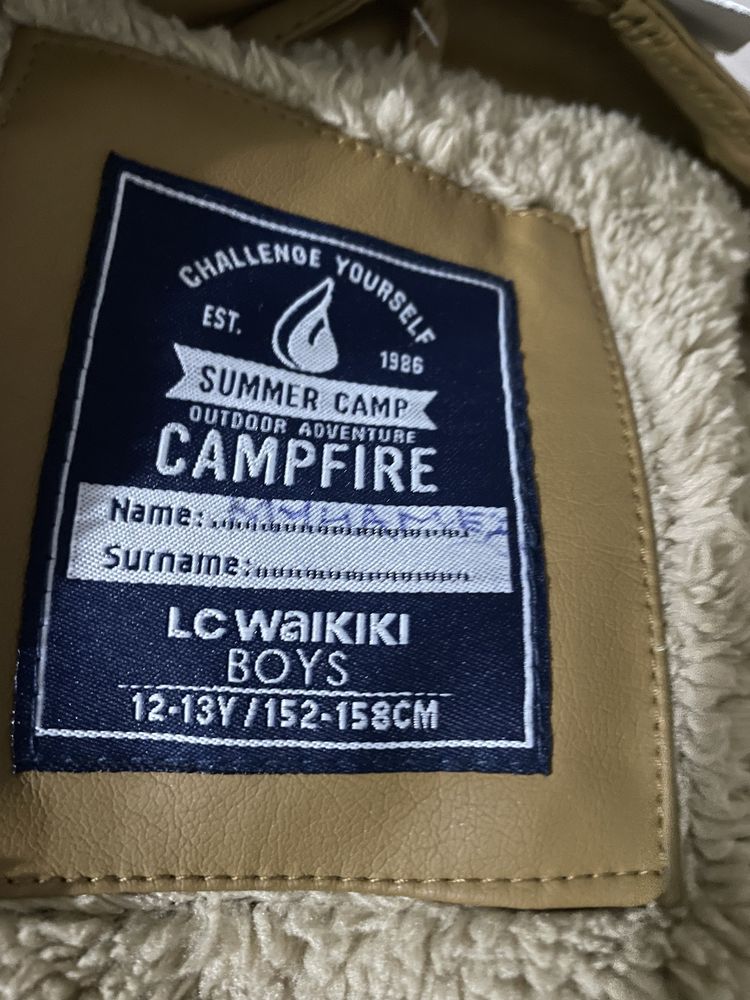 CHALLENGE YOURSELF
EST. 1986
SUMMER CAMP
OUTDOOR ADVENTURE
CAMPFIRE
Name:
Surname:
LC WAIKIKI
BOYS
12-13Y/152-158CM